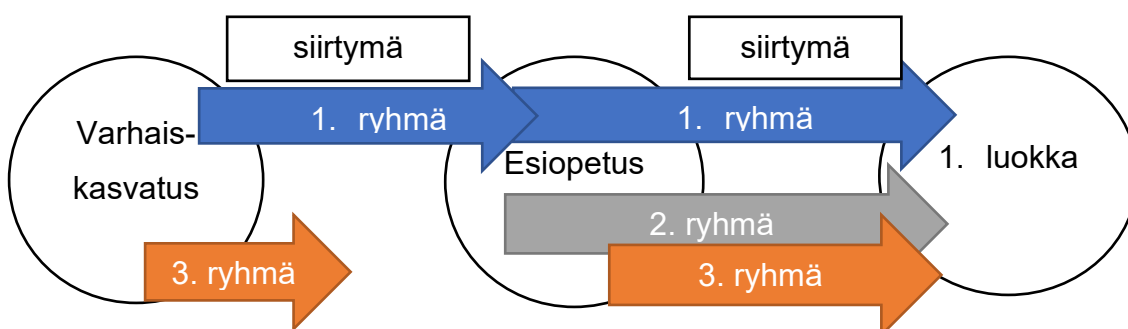 siirtymä
siirtymä
1. ryhmä
1. ryhmä
Varhais-
kasvatus
Esiopetus
1. luokka
2. ryhmä
3. ryhmä
3. ryhmä